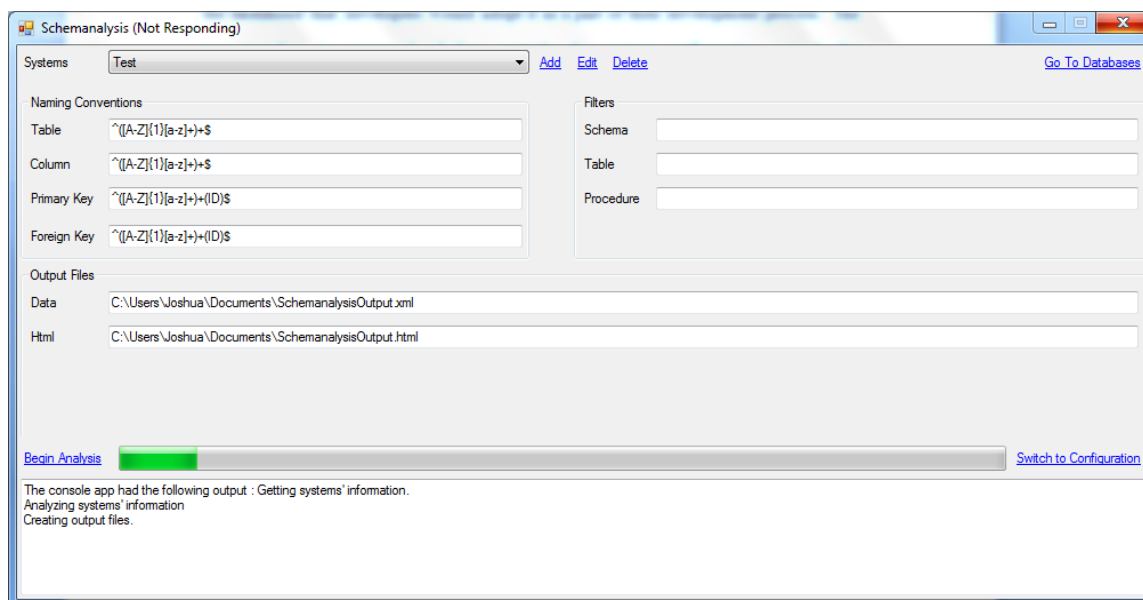 Schemanalysis (Not Responding)
Systems Test Add Edit Delete Go To Databases
Naming Conventions Filters
Table ^([A-Z]{1}[a-z]+)+$ Schema
Column ^([A-Z]{1}[a-z]+)+$ Table
Primary Key ^([A-Z]{1}[a-z]+)+(ID)$ Procedure
Foreign Key ^([A-Z]{1}[a-z]+)+(ID)$
Output Files
Data C:\Users\Joshua\Documents\SchemanalysisOutput.xml
Html C:\Users\Joshua\Documents\SchemanalysisOutput.html
Begin Analysis Switch to Configuration
The console app had the following output : Getting systems' information.
Analyzing systems' information
Creating output files.